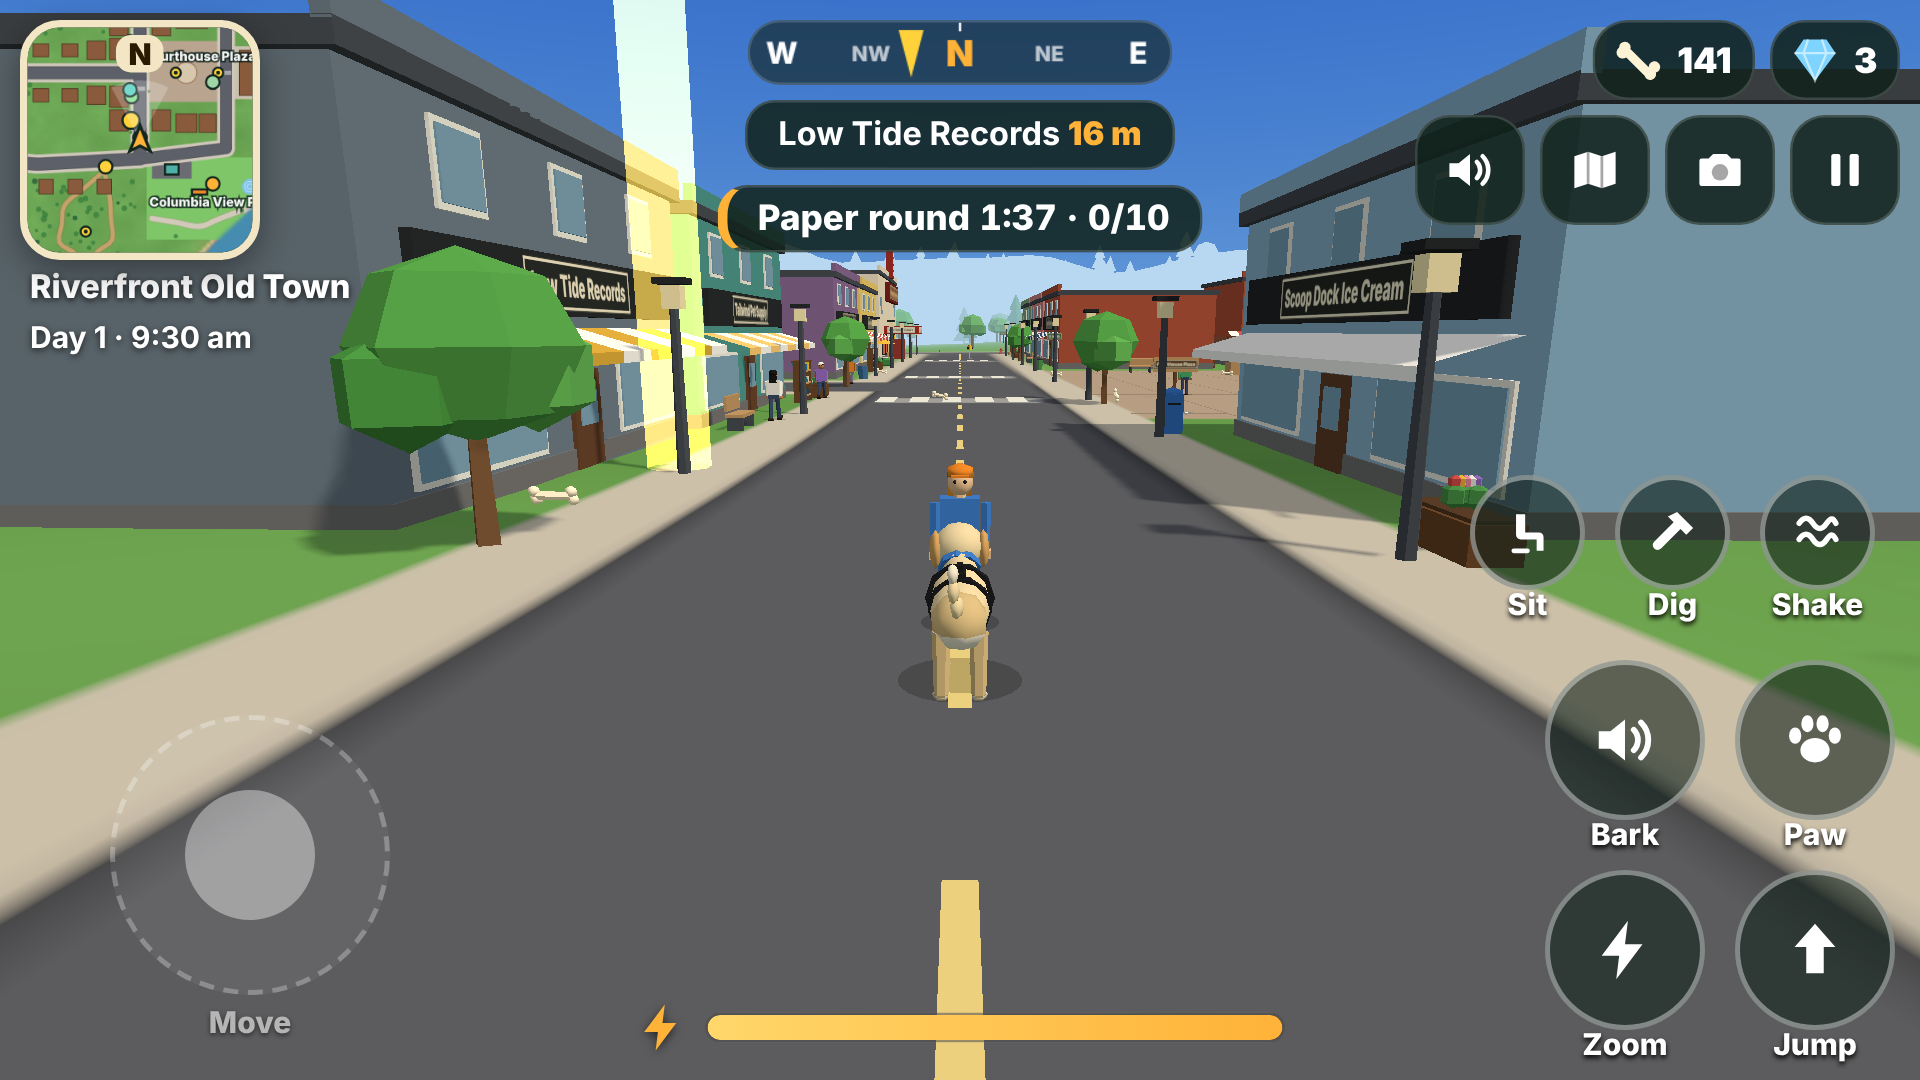 N
urthouse Plaza
Columbia View F
Riverfront Old Town
Day 1 · 9:30 am
W NW N NE E
Low Tide Records 16 m
Paper round 1:37 · 0/10
141
3
w Tide Records
Scoop Dock Ice Cream
Sit
Dig
Shake
Bark
Paw
Zoom
Jump
Move